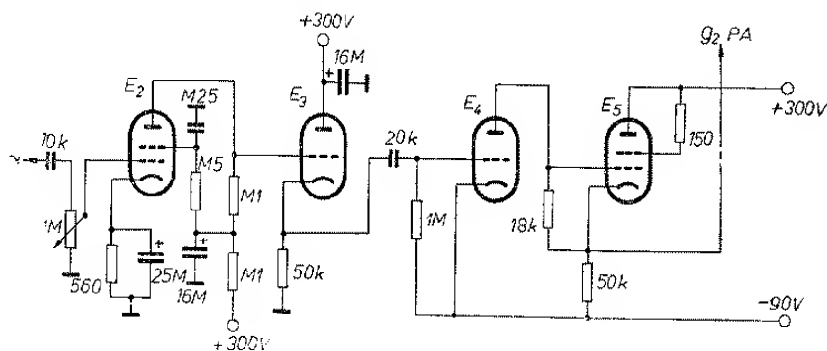 +300V
g2 PA
16M
E2
E3
E4
E5
M25
+300V
10k
20k
150
M5
M1
1M
1M
18k
560
25M
16M
M1
50k
50k
-90V
+300V